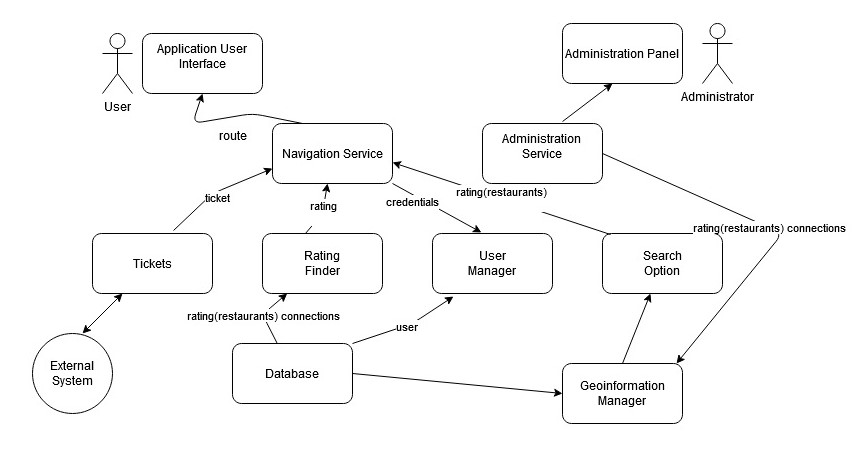 Application User
Interface
User
Administration Panel
Administrator
route
Navigation Service
Administration
Service
ticket
rating
credentials
rating(restaurants)
rating(restaurants) connections
Tickets
Rating
Finder
User
Manager
Search
Option
rating(restaurants) connections
user
External
System
Database
Geoinformation
Manager